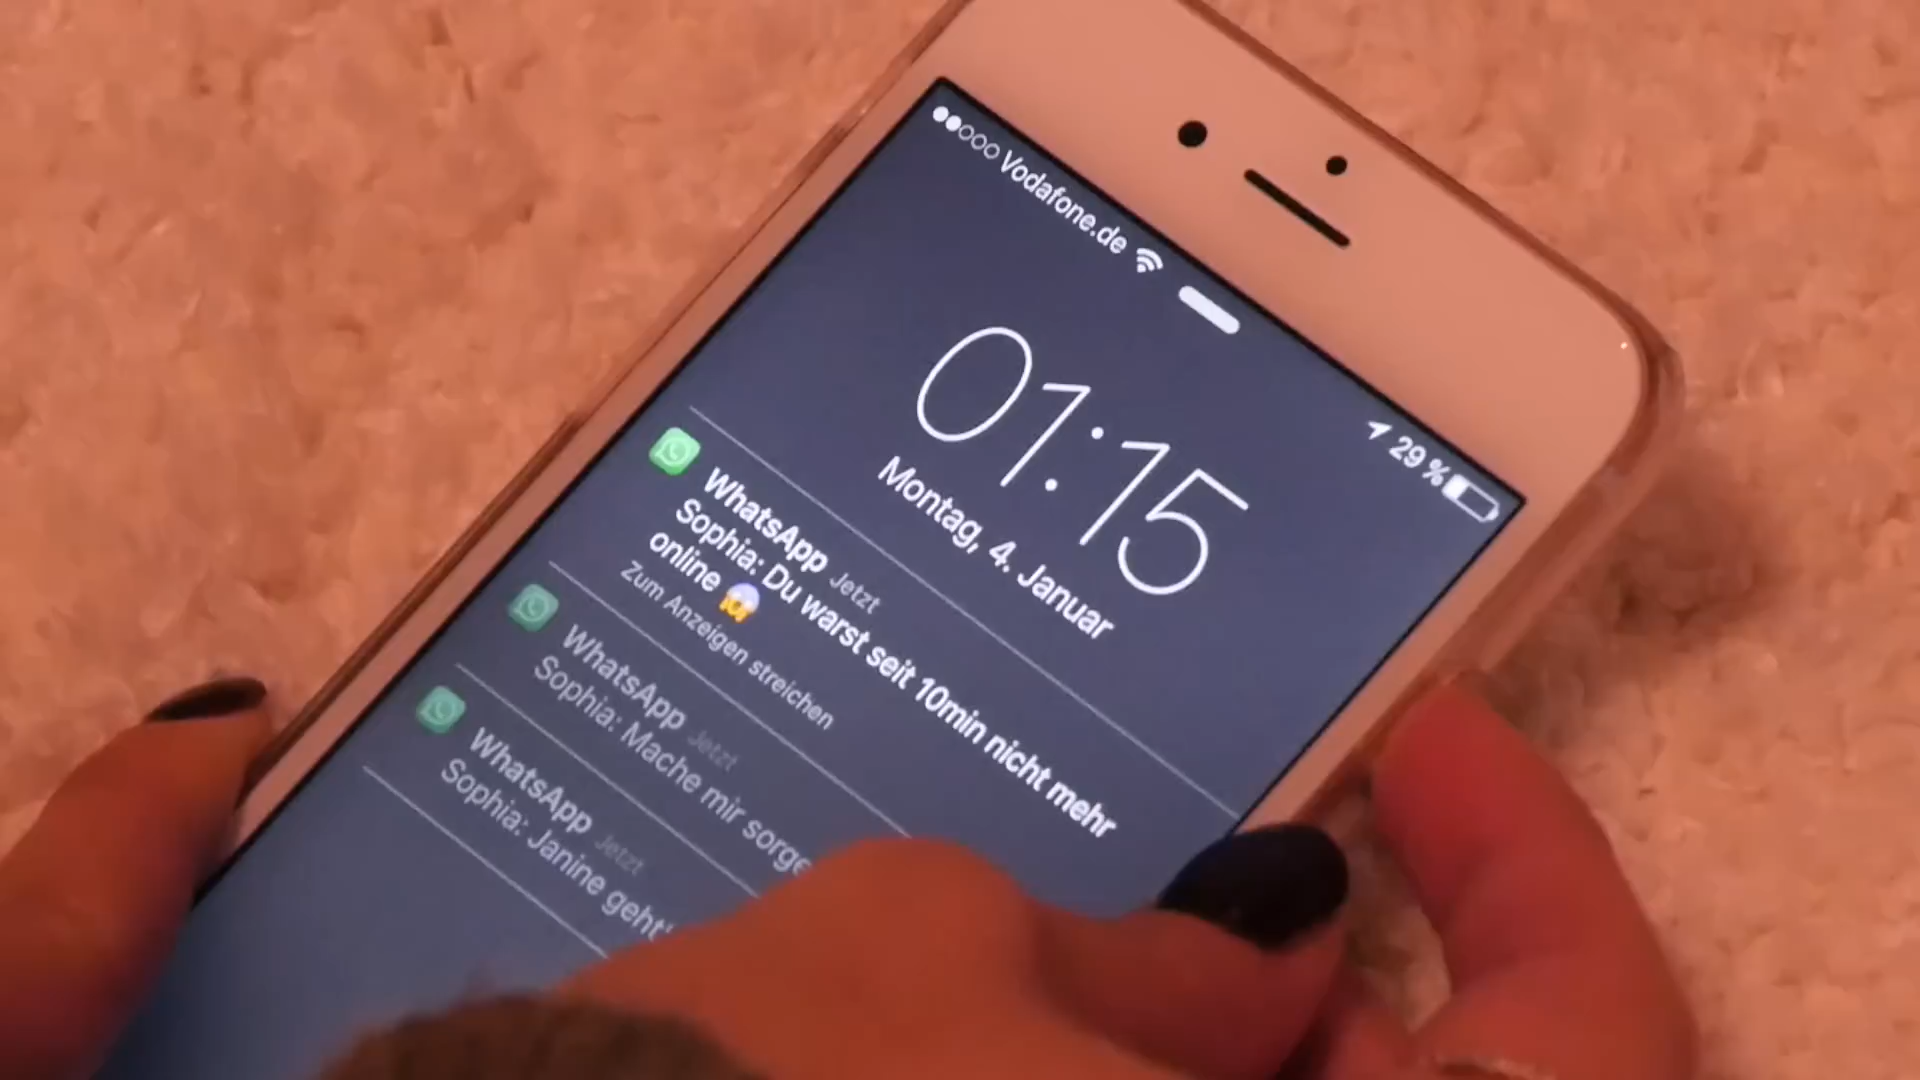 Vodafone.de
29 %
01:15
Montag, 4. Januar
WhatsApp Jetzt
Sophia: Du warst seit 10min nicht mehr
online 😱
Zum Anzeigen streichen
WhatsApp Jetzt
Sophia: Mache mir
WhatsApp Jetzt
Sophia: Janine geht'